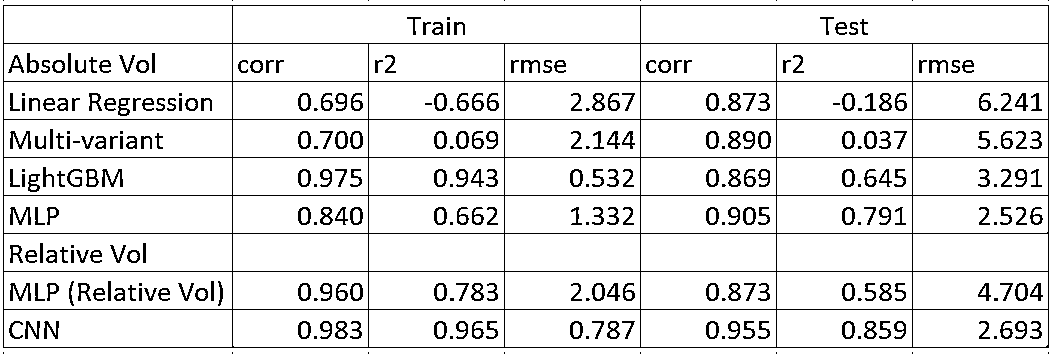 Train Test
Absolute Vol corr r2 rmse corr r2 rmse
Linear Regression 0.696 -0.666 2.867 0.873 -0.186 6.241
Multi-variant 0.700 0.069 2.144 0.890 0.037 5.623
LightGBM 0.975 0.943 0.532 0.869 0.645 3.291
MLP 0.840 0.662 1.332 0.905 0.791 2.526
Relative Vol
MLP (Relative Vol) 0.960 0.783 2.046 0.873 0.585 4.704
CNN 0.983 0.965 0.787 0.955 0.859 2.693